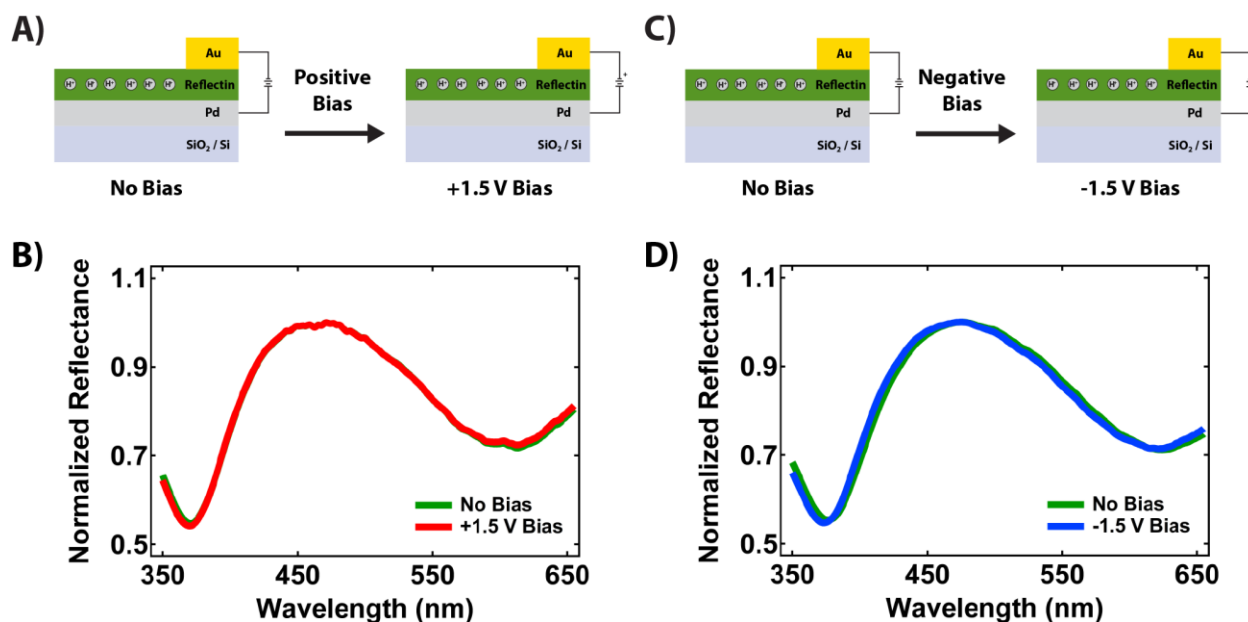 A)
Au
H⁺ H⁺ H⁺ H⁺ H⁺ H⁺ Reflectin
Pd
SiO₂ / Si
No Bias
Positive
Bias
+
Au
H⁺ H⁺ H⁺ H⁺ H⁺ H⁺ Reflectin
Pd
SiO₂ / Si
+1.5 V Bias
C)
Au
H⁺ H⁺ H⁺ H⁺ H⁺ H⁺ Reflectin
Pd
SiO₂ / Si
No Bias
Negative
Bias
Au
H⁺ H⁺ H⁺ H⁺ H⁺ H⁺ Reflectin
Pd
SiO₂ / Si
-1.5 V Bias
B)
Normalized Reflectance
1.1
0.9
0.7
0.5
No Bias
+1.5 V Bias
350 450 550 650
Wavelength (nm)
D)
Normalized Reflectance
1.1
0.9
0.7
0.5
No Bias
-1.5 V Bias
350 450 550 650
Wavelength (nm)